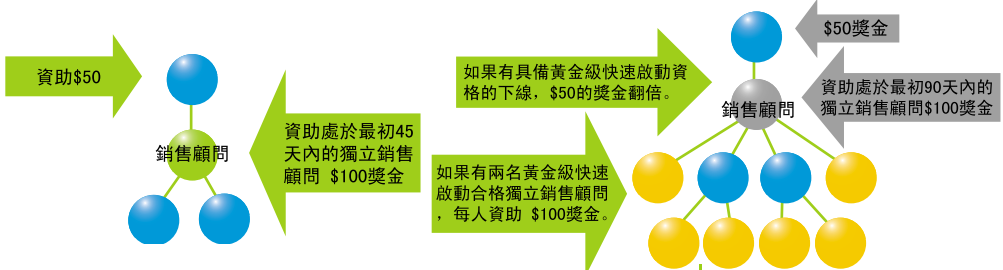 資助$50
銷售顧問
資助處於最初45
天內的獨立銷售
顧問 $100獎金
如果有具備黃金級快速啟動資
格的下線，$50的獎金翻倍。
如果有兩名黃金級快速
啟動合格獨立銷售顧問
，每人資助 $100獎金。
$50獎金
銷售顧問
資助處於最初90天內的
獨立銷售顧問$100獎金